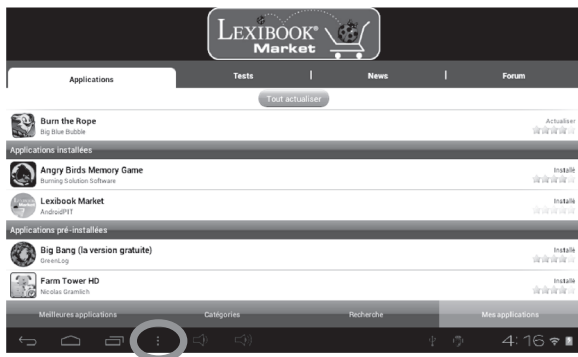 LEXIBOOK®
Market
Applications Tests | News | Forum
Tout actualiser
Burn the Rope Actualiser
Big Blue Bubble
Applications installées
Angry Birds Memory Game Installé
Burning Solution Software
Lexibook Market Installé
AndroidPIT
Applications pré-installées
Big Bang (la version gratuite) Installé
GreenLog
Farm Tower HD Installé
Nicolas Gramlich
Meilleures applications Catégories Recherche Mes applications
4:16